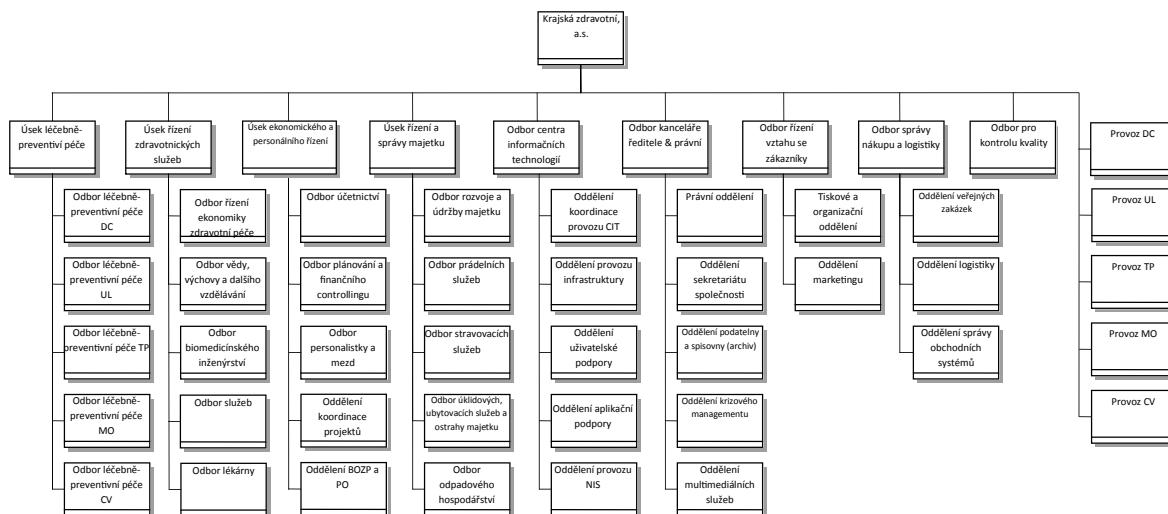 Krajská zdravotní,
a.s.
Úsek léčebně-
preventiví péče
Odbor léčebně-
preventivní péče
DC
Odbor léčebně-
preventivní péče
UL
Odbor léčebně-
preventivní péče TP
Odbor léčebně-
preventivní péče
MO
Odbor léčebně-
preventivní péče
CV
Úsek řízení
zdravotnických
služeb
Odbor řízení
ekonomiky
zdravotní péče
Odbor vědy,
výchovy a dalšího
vzdělávání
Odbor
biomedicínského
inženýrství
Odbor služeb
Odbor lékárny
Úsek ekonomického a
personálního řízení
Odbor účetnictví
Odbor plánování a
finančního
controllingu
Odbor
personalistky a
mezd
Oddělení
koordinace
projektů
Oddělení BOZP a
PO
Úsek řízení a
správy majetku
Odbor rozvoje a
údržby majetku
Odbor prádelních
služeb
Odbor stravovacích
služeb
Odbor úklidových,
ubytovacích služeb a
ostrahy majetku
Odbor
odpadového
hospodářství
Odbor centra
informačních
technologií
Oddělení
koordinace
provozu CIT
Oddělení provozu
infrastruktury
Oddělení
uživatelské
podpory
Oddělení aplikační
podpory
Oddělení provozu
NIS
Odbor kanceláře
ředitele & právní
Právní oddělení
Oddělení
sekretariátu
společnosti
Oddělení podatelny
a spisovny (archiv)
Oddělení krizového
managementu
Oddělení
multimediálních
služeb
Odbor řízení
vztahu se
zákazníky
Tiskové a
organizační
oddělení
Oddělení
marketingu
Odbor správy
nákupu a logistiky
Oddělení veřejných
zakázek
Oddělení logistiky
Oddělení správy
obchodních
systémů
Odbor pro
kontrolu kvality
Provoz DC
Provoz UL
Provoz TP
Provoz MO
Provoz CV